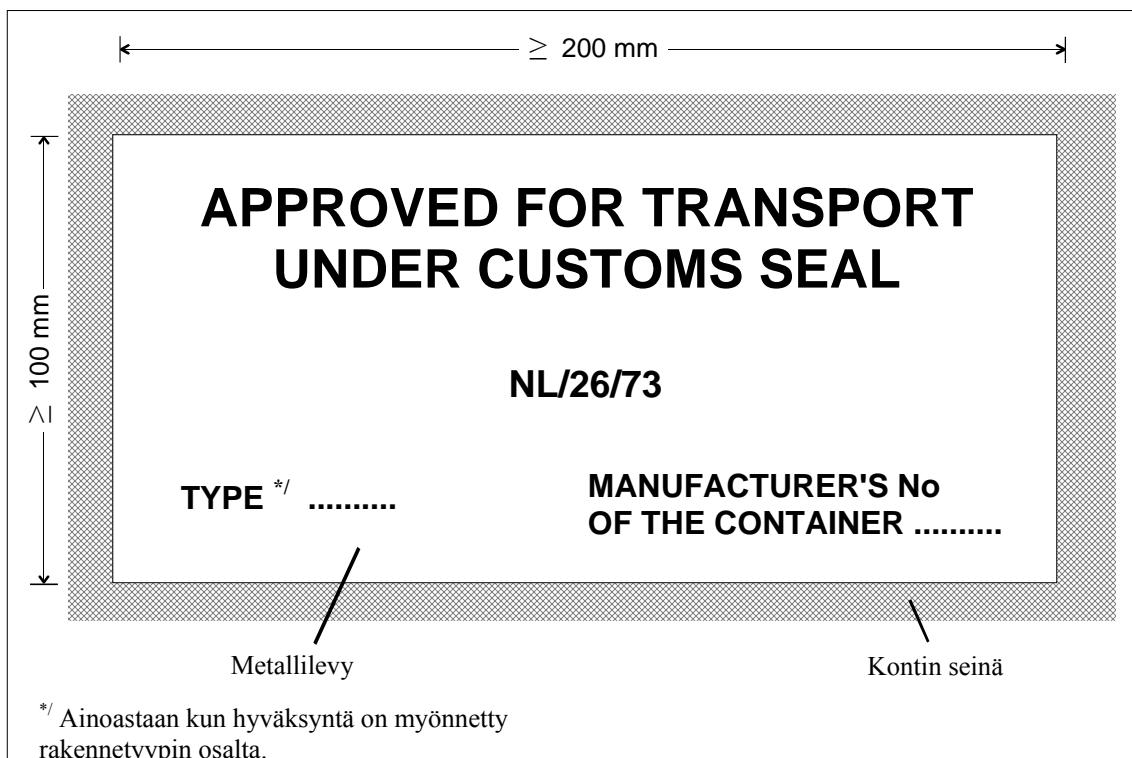 ≥ 200 mm
APPROVED FOR TRANSPORT
UNDER CUSTOMS SEAL
≥ 100 mm
NL/26/73
TYPE */ ..........
MANUFACTURER'S No
OF THE CONTAINER ..........
Metallilevy
Kontin seinä
*/ Ainoastaan kun hyväksyntä on myönnetty
rakennetyypin osalta.